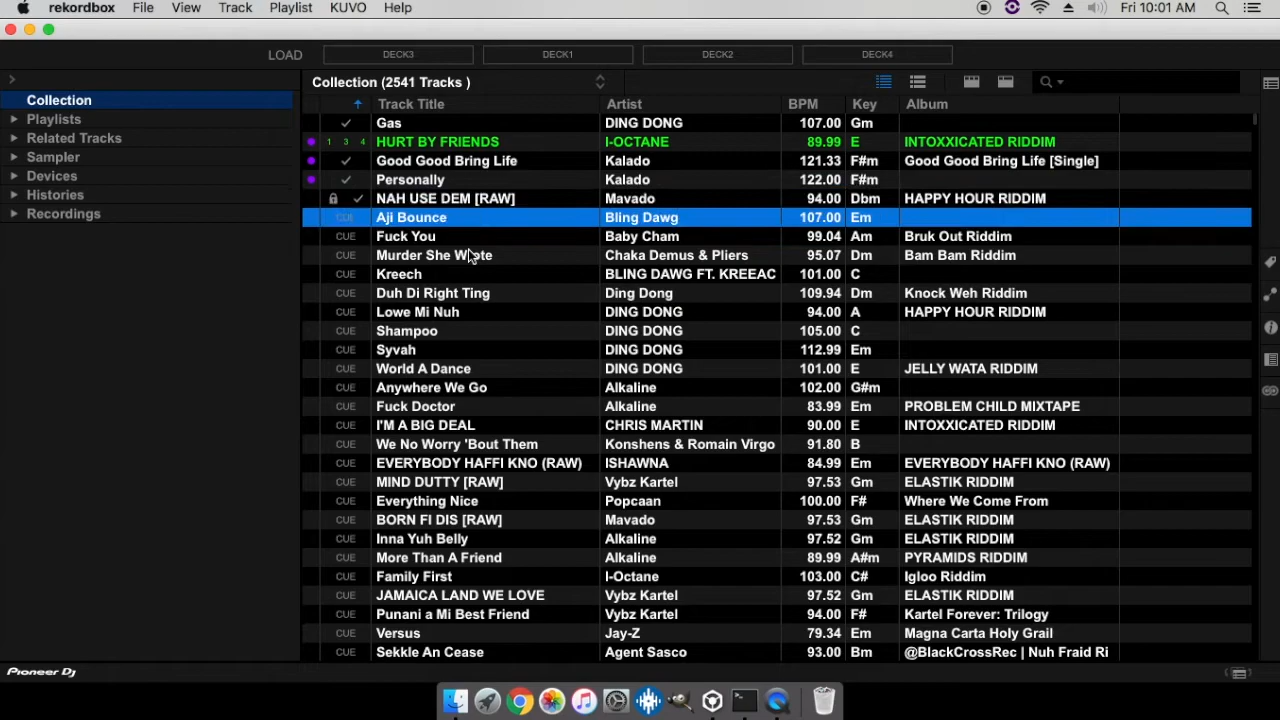 rekordbox File View Track Playlist KUVO Help Fri 10:01 AM
LOAD DECK3 DECK1 DECK2 DECK4
Collection (2541 Tracks )
Collection
Playlists
Related Tracks
Sampler
Devices
Histories
Recordings
Track Title Artist BPM Key Album
Gas DING DONG 107.00 Gm
1 3 4 HURT BY FRIENDS I-OCTANE 89.99 E INTOXXICATED RIDDIM
Good Good Bring Life Kalado 121.33 F#m Good Good Bring Life [Single]
Personally Kalado 122.00 F#m
NAH USE DEM [RAW] Mavado 94.00 Dbm HAPPY HOUR RIDDIM
CUE Aji Bounce Bling Dawg 107.00 Em
CUE Fuck You Baby Cham 99.04 Am Bruk Out Riddim
CUE Murder She Wrote Chaka Demus & Pliers 95.07 Dm Bam Bam Riddim
CUE Kreech BLING DAWG FT. KREEAC 101.00 C
CUE Duh Di Right Ting Ding Dong 109.94 Dm Knock Weh Riddim
CUE Lowe Mi Nuh DING DONG 94.00 A HAPPY HOUR RIDDIM
CUE Shampoo DING DONG 105.00 C
CUE Syvah DING DONG 112.99 Em
CUE World A Dance DING DONG 101.00 E JELLY WATA RIDDIM
CUE Anywhere We Go Alkaline 102.00 G#m
CUE Fuck Doctor Alkaline 83.99 Em PROBLEM CHILD MIXTAPE
CUE I'M A BIG DEAL CHRIS MARTIN 90.00 E INTOXXICATED RIDDIM
CUE We No Worry 'Bout Them Konshens & Romain Virgo 91.80 B
CUE EVERYBODY HAFFI KNO (RAW) ISHAWNA 84.99 Em EVERYBODY HAFFI KNO (RAW)
CUE MIND DUTTY [RAW] Vybz Kartel 97.53 Gm ELASTIK RIDDIM
CUE Everything Nice Popcaan 100.00 F# Where We Come From
CUE BORN FI DIS [RAW] Mavado 97.53 Gm ELASTIK RIDDIM
CUE Inna Yuh Belly Alkaline 97.52 Gm ELASTIK RIDDIM
CUE More Than A Friend Alkaline 89.99 A#m PYRAMIDS RIDDIM
CUE Family First I-Octane 103.00 C# Igloo Riddim
CUE JAMAICA LAND WE LOVE Vybz Kartel 97.52 Gm ELASTIK RIDDIM
CUE Punani a Mi Best Friend Vybz Kartel 94.00 F# Kartel Forever: Trilogy
CUE Versus Jay-Z 79.34 Em Magna Carta Holy Grail
CUE Sekkle An Cease Agent Sasco 93.00 Bm @BlackCrossRec | Nuh Fraid Ri
Pioneer Dj